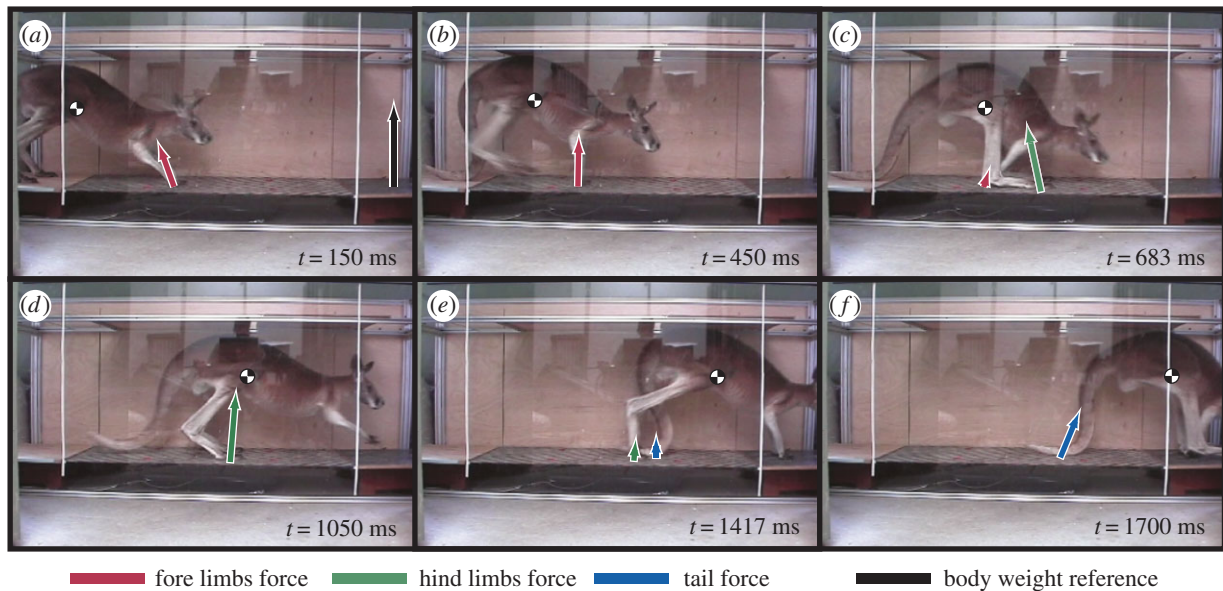 (a)
(b)
(c)
t = 150 ms
t = 450 ms
t = 683 ms
(d)
(e)
(f)
t = 1050 ms
t = 1417 ms
t = 1700 ms
fore limbs force
hind limbs force
tail force
body weight reference